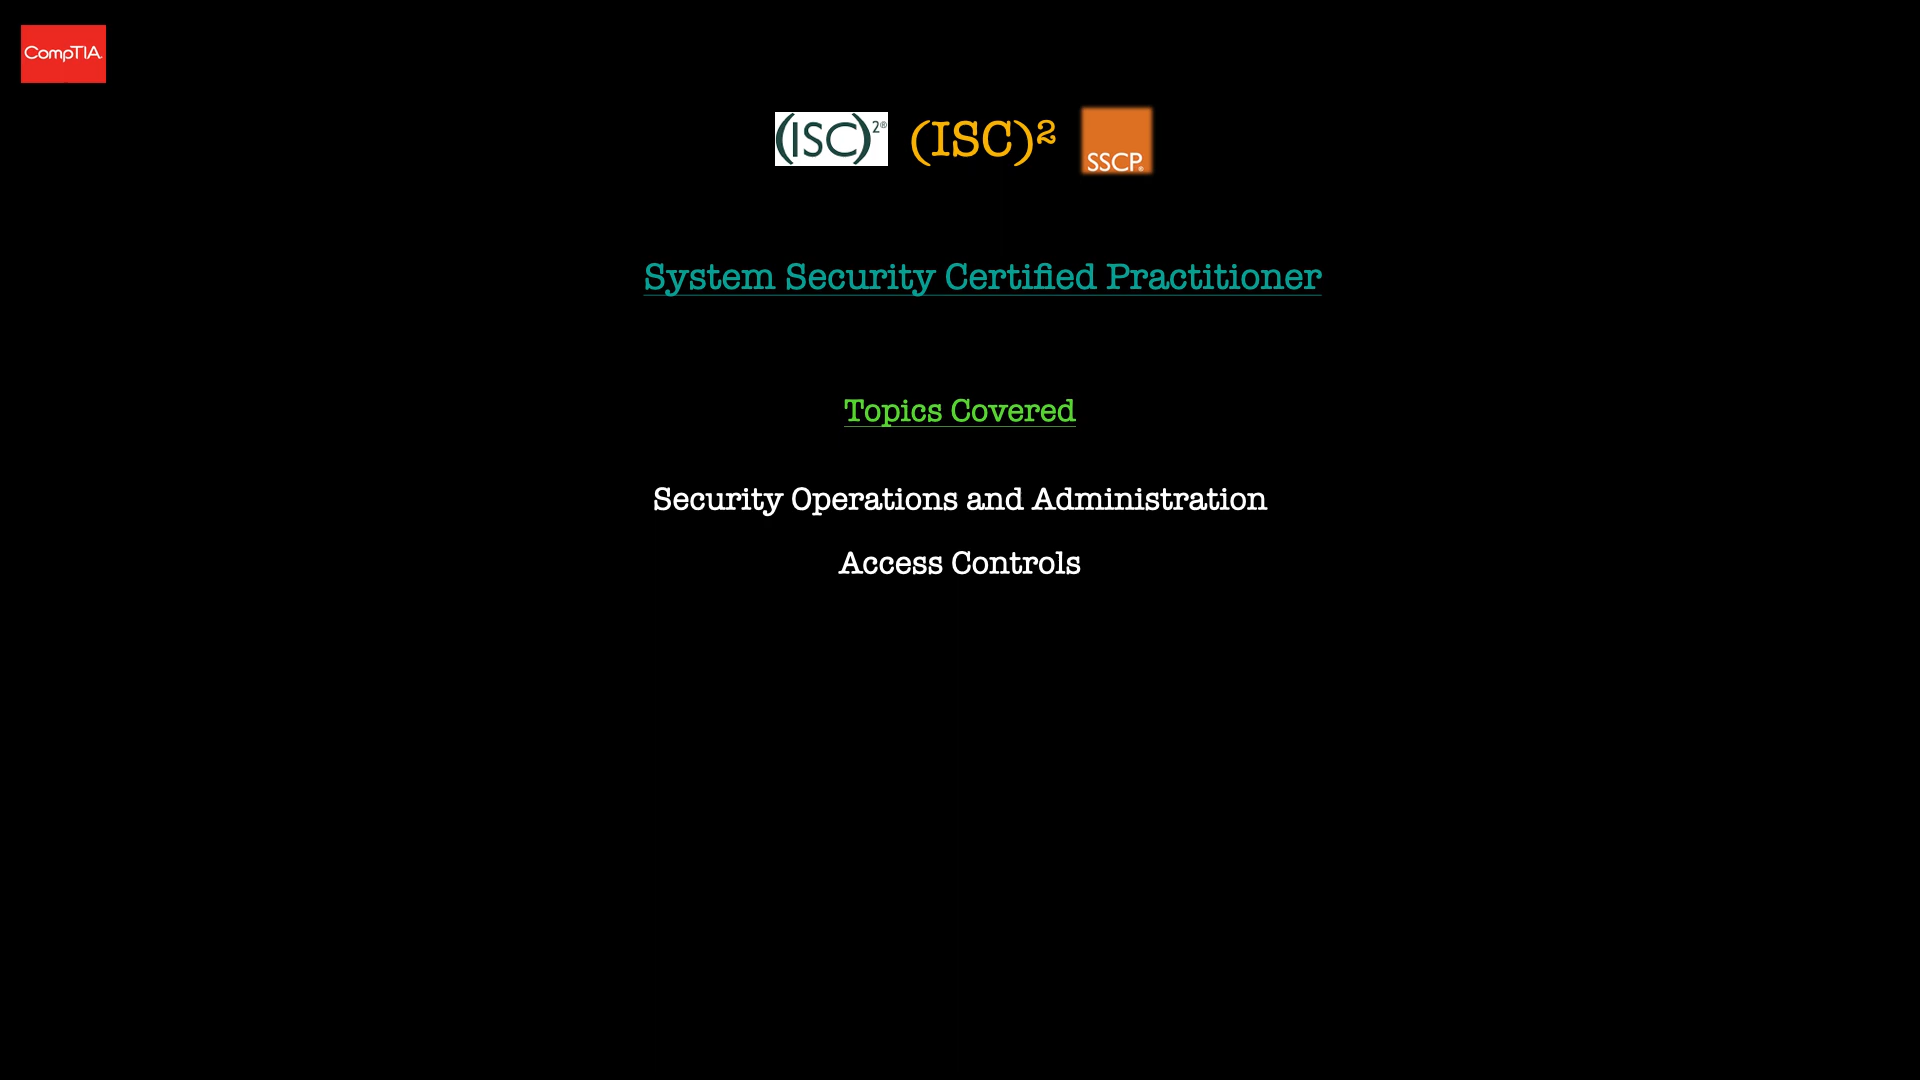 CompTIA
(ISC)²® (ISC)² SSCP®
System Security Certified Practitioner
Topics Covered
Security Operations and Administration
Access Controls